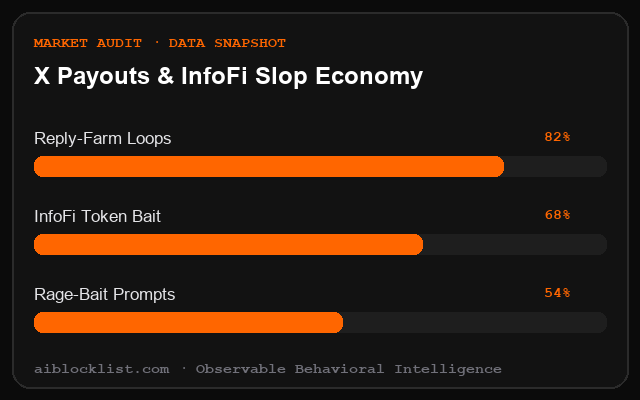 MARKET AUDIT · DATA SNAPSHOT
X Payouts & InfoFi Slop Economy
Reply-Farm Loops 82%
InfoFi Token Bait 68%
Rage-Bait Prompts 54%
aiblocklist.com · Observable Behavioral Intelligence